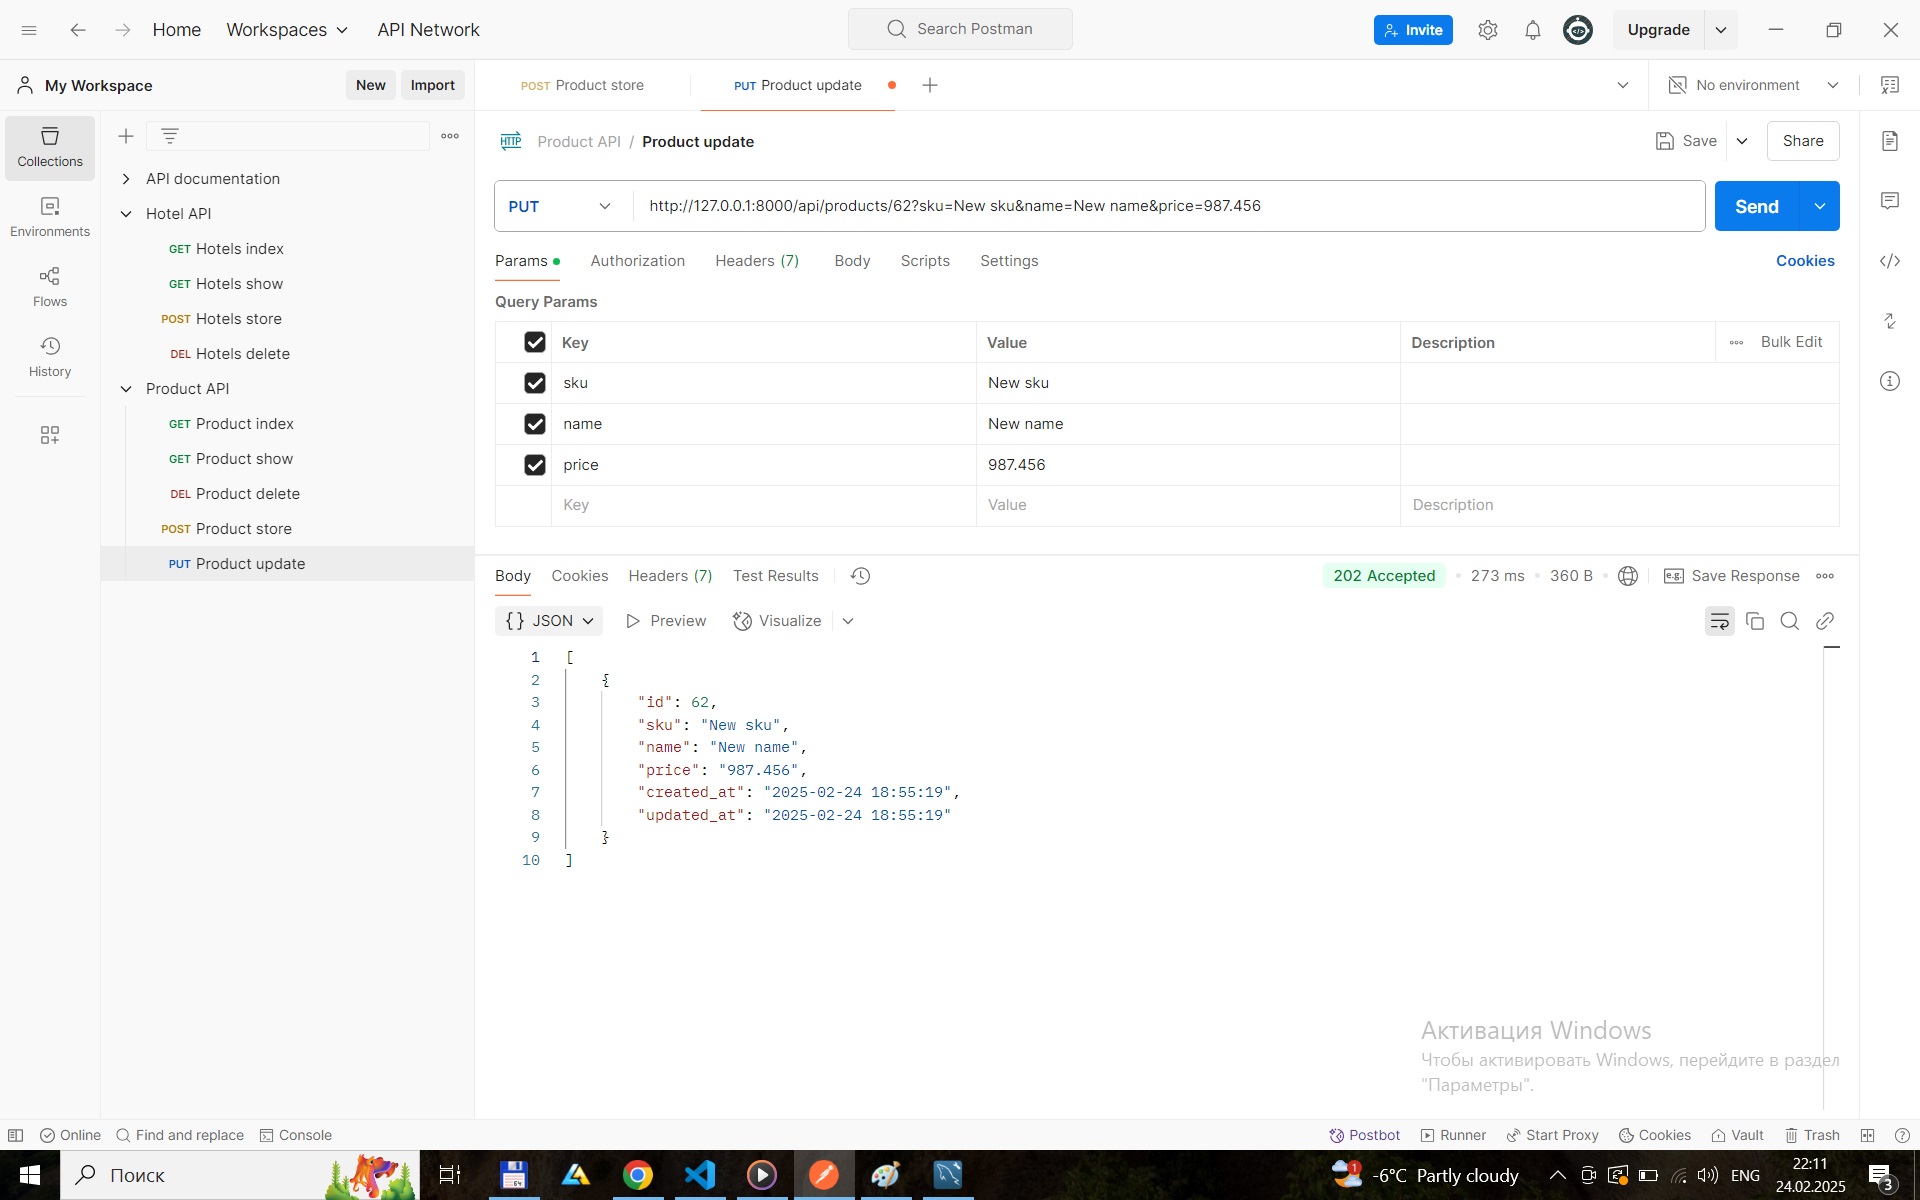 Home Workspaces API Network Search Postman Invite Upgrade
My Workspace New Import POST Product store PUT Product update No environment
Collections
Environments
Flows
History
API documentation
Hotel API
GET Hotels index
GET Hotels show
POST Hotels store
DEL Hotels delete
Product API
GET Product index
GET Product show
DEL Product delete
POST Product store
PUT Product update
HTTP Product API / Product update Save Share
PUT http://127.0.0.1:8000/api/products/62?sku=New sku&name=New name&price=987.456 Send
Params Authorization Headers (7) Body Scripts Settings Cookies
Query Params
Key Value Description Bulk Edit
sku New sku
name New name
price 987.456
Key Value Description
Body Cookies Headers (7) Test Results 202 Accepted 273 ms 360 B e.g. Save Response
{} JSON Preview Visualize
1 [
2 {
3 "id": 62,
4 "sku": "New sku",
5 "name": "New name",
6 "price": "987.456",
7 "created_at": "2025-02-24 18:55:19",
8 "updated_at": "2025-02-24 18:55:19"
9 }
10 ]
Активация Windows
Чтобы активировать Windows, перейдите в раздел
"Параметры".
Online Find and replace Console Postbot Runner Start Proxy Cookies Vault Trash
Поиск 1 -6°C Partly cloudy ENG 22:11
24.02.2025 3